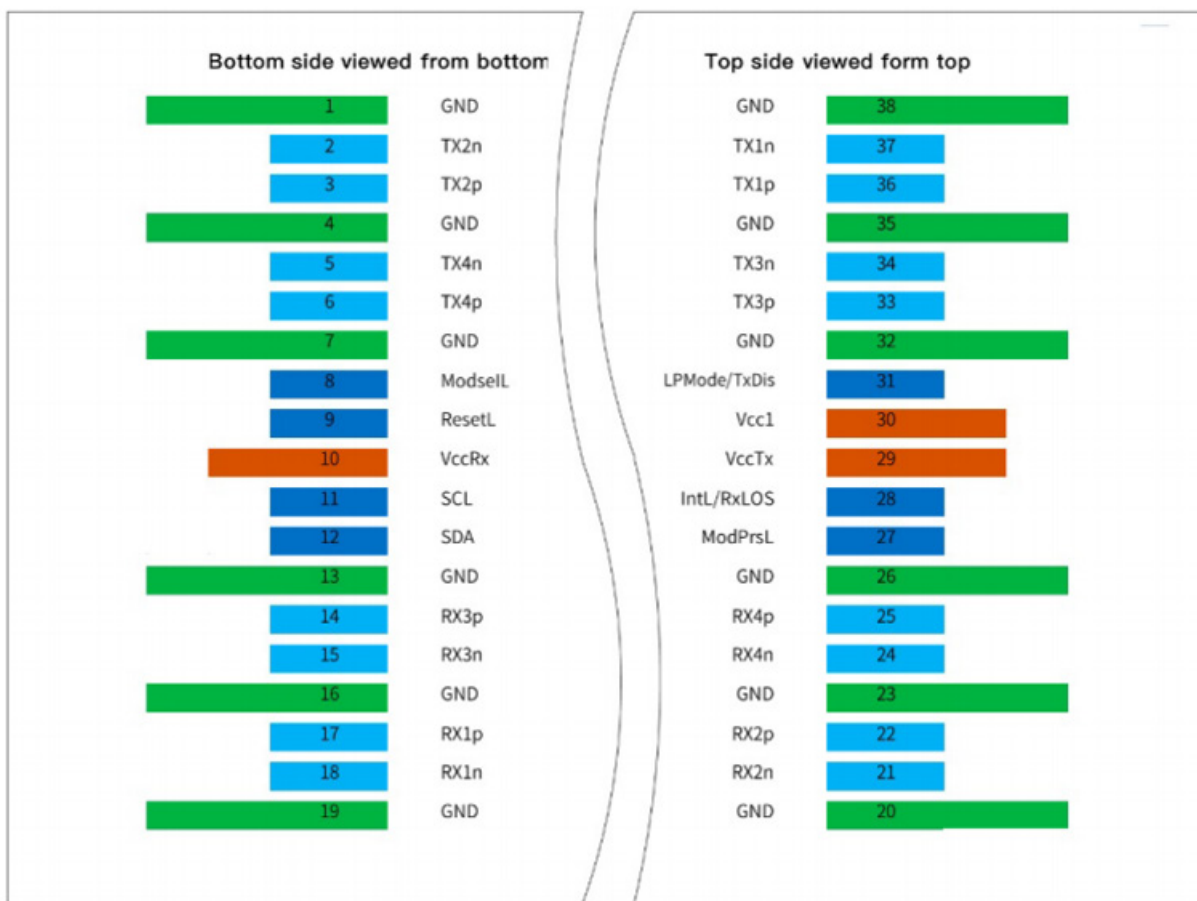 Bottom side viewed from bottom
Top side viewed form top
1 GND
2 TX2n
3 TX2p
4 GND
5 TX4n
6 TX4p
7 GND
8 ModselL
9 ResetL
10 VccRx
11 SCL
12 SDA
13 GND
14 RX3p
15 RX3n
16 GND
17 RX1p
18 RX1n
19 GND
GND 38
TX1n 37
TX1p 36
GND 35
TX3n 34
TX3p 33
GND 32
LPMode/TxDis 31
Vcc1 30
VccTx 29
IntL/RxLOS 28
ModPrsL 27
GND 26
RX4p 25
RX4n 24
GND 23
RX2p 22
RX2n 21
GND 20